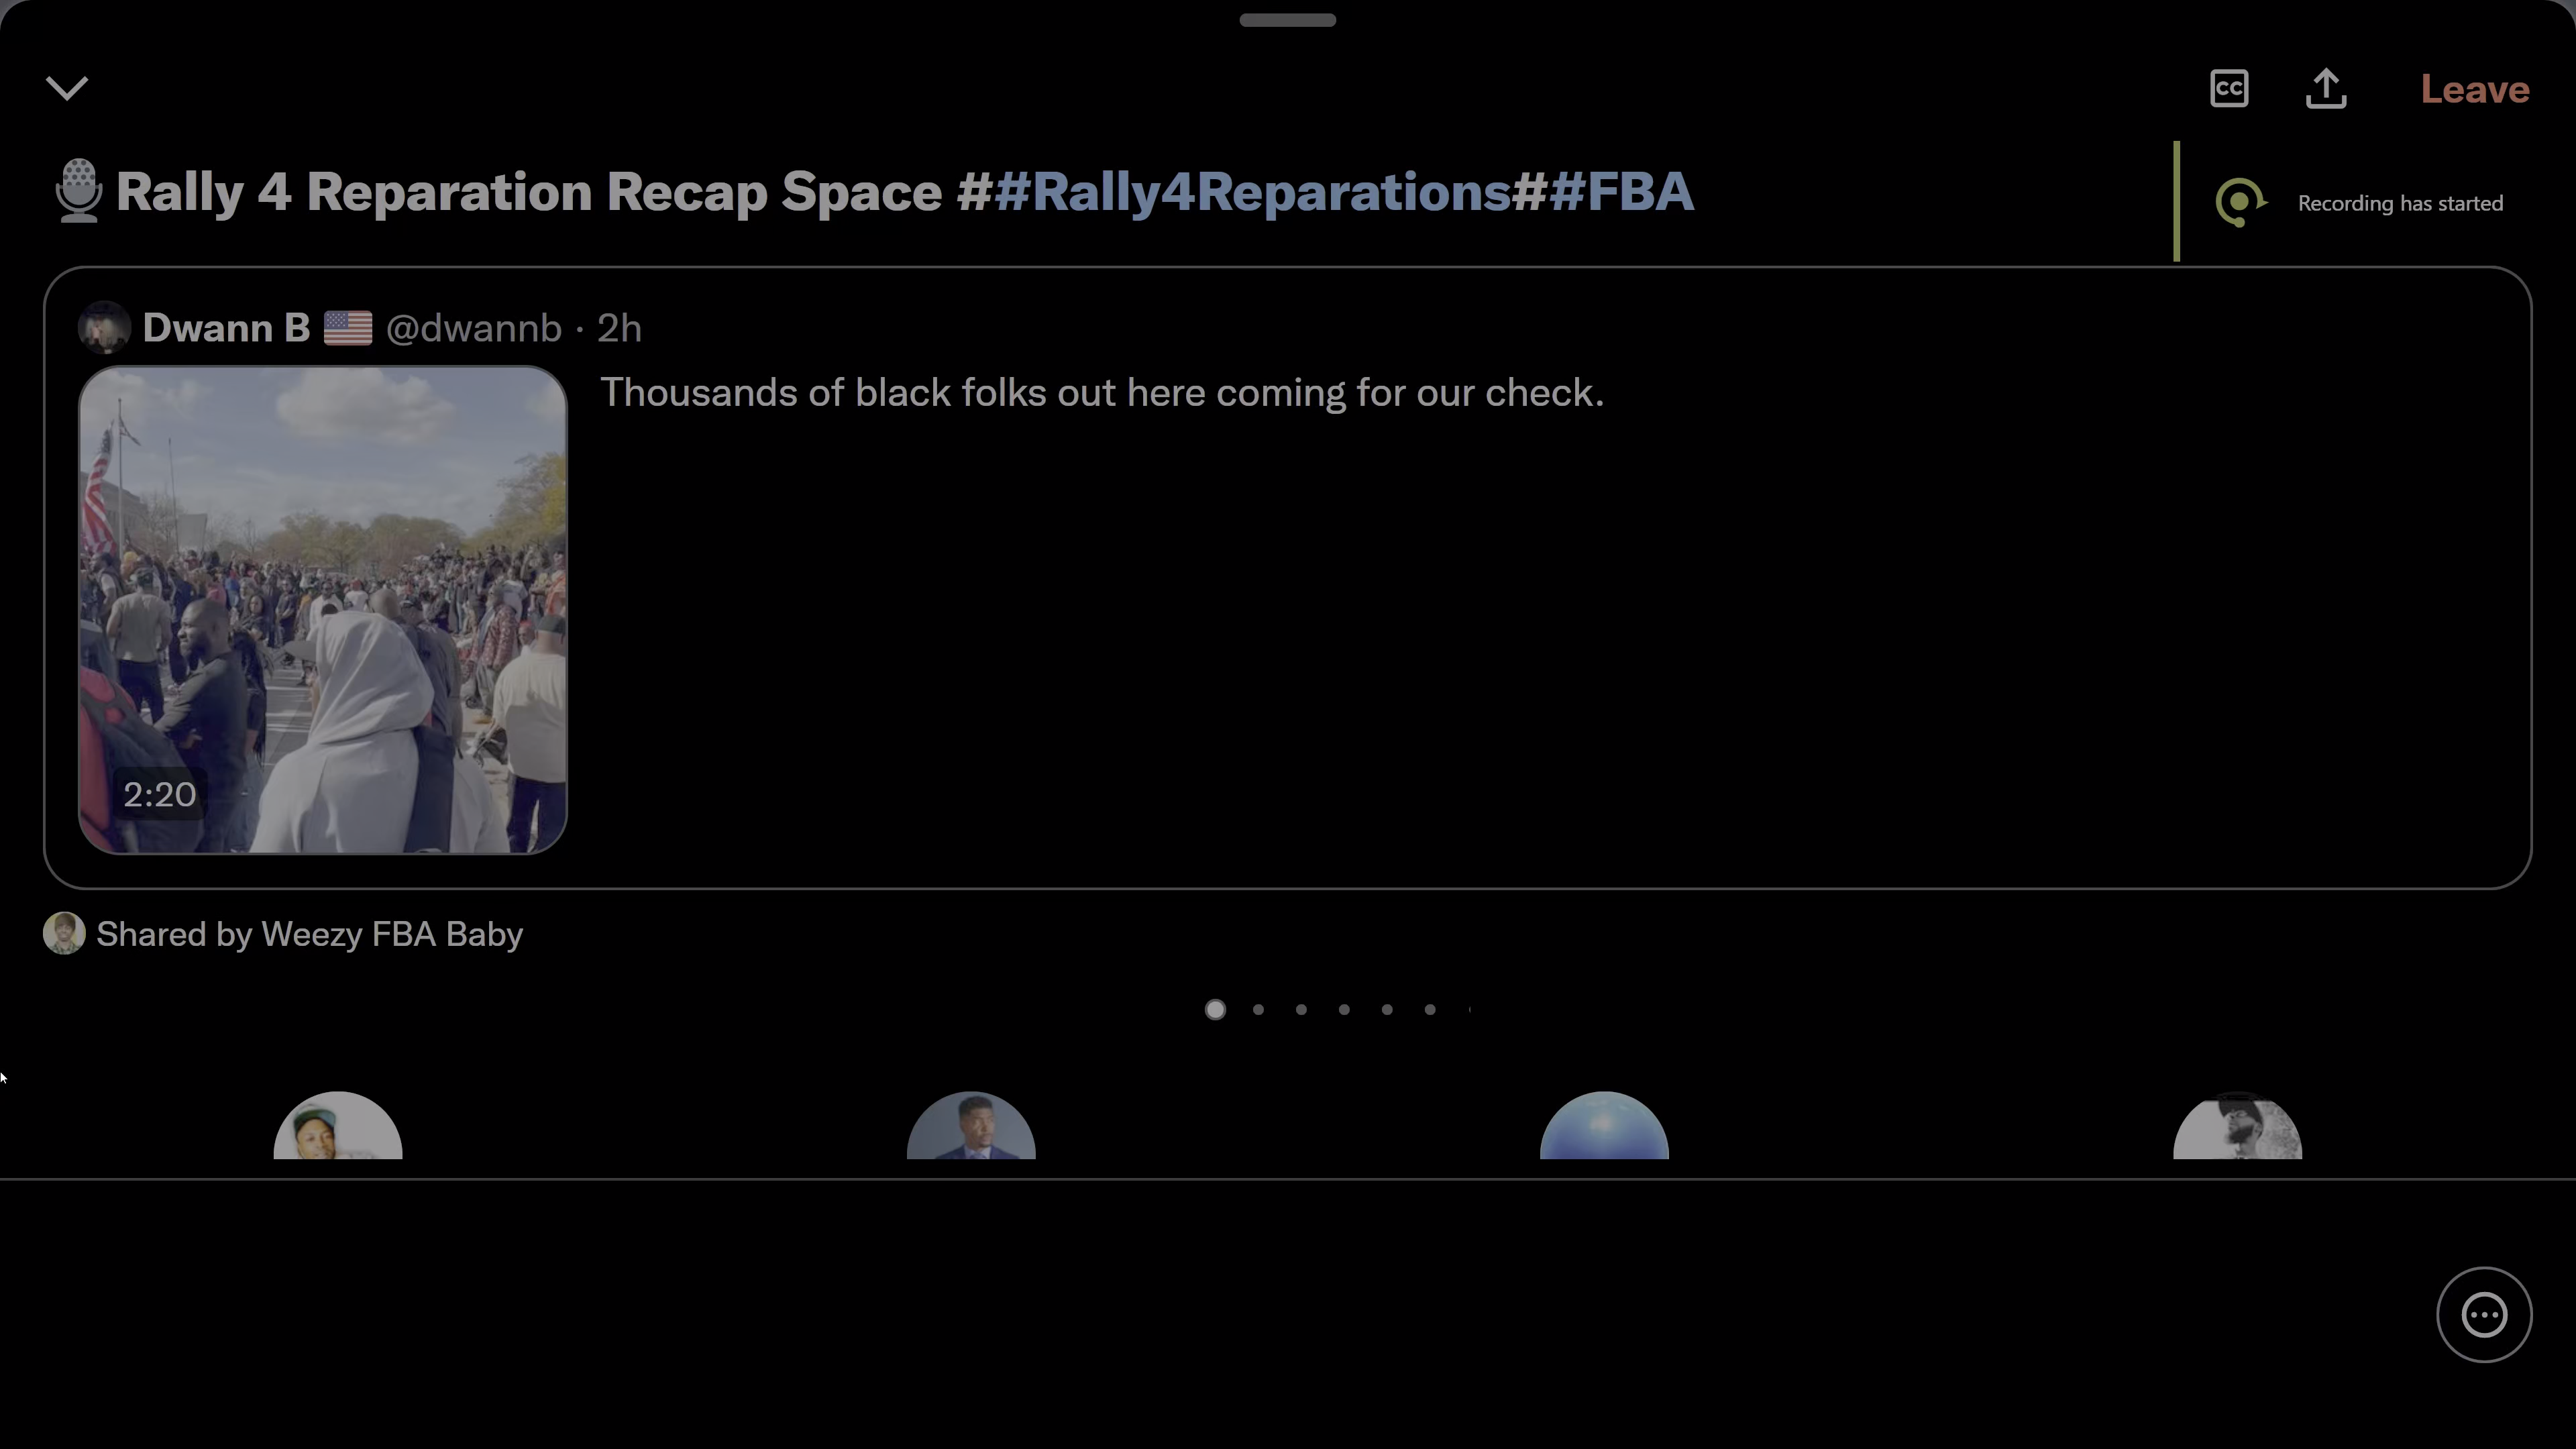 CC
Leave
Rally 4 Reparation Recap Space ##Rally4Reparations##FBA
Recording has started
Dwann B @dwannb · 2h
Thousands of black folks out here coming for our check.
2:20
Shared by Weezy FBA Baby